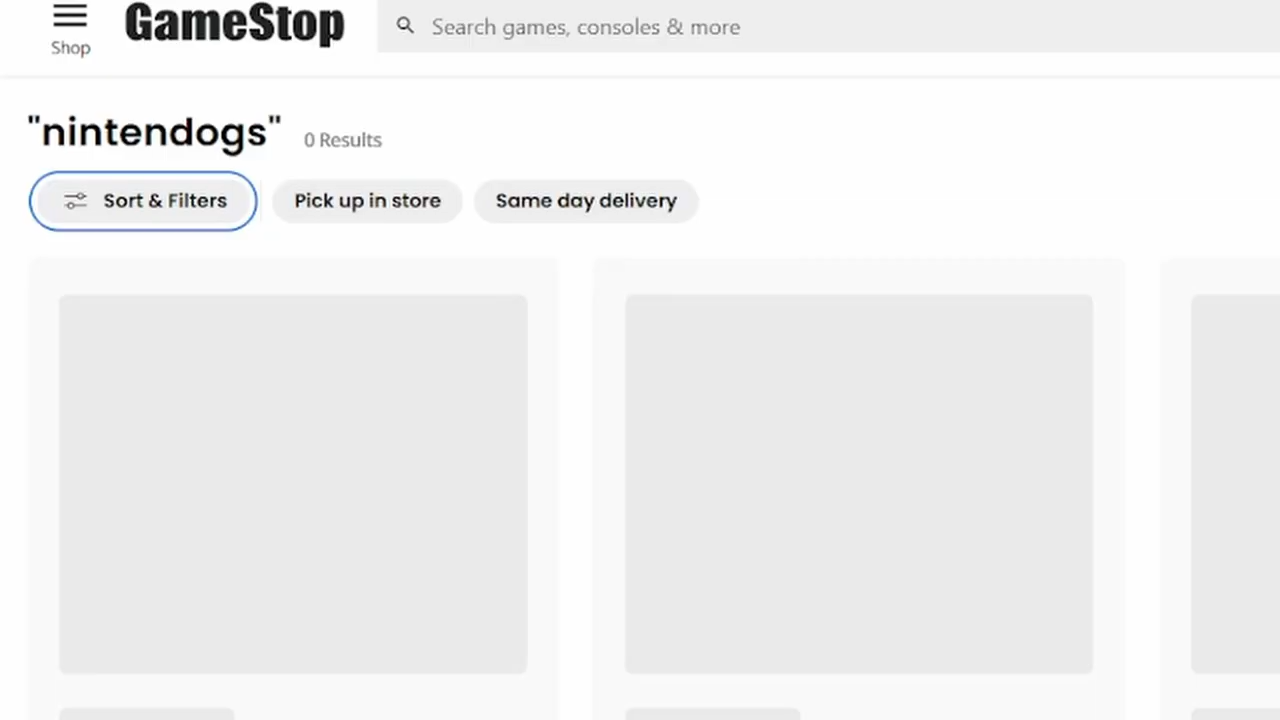 GameStop
Search games, consoles & more
Shop
"nintendogs" 0 Results
Sort & Filters
Pick up in store
Same day delivery